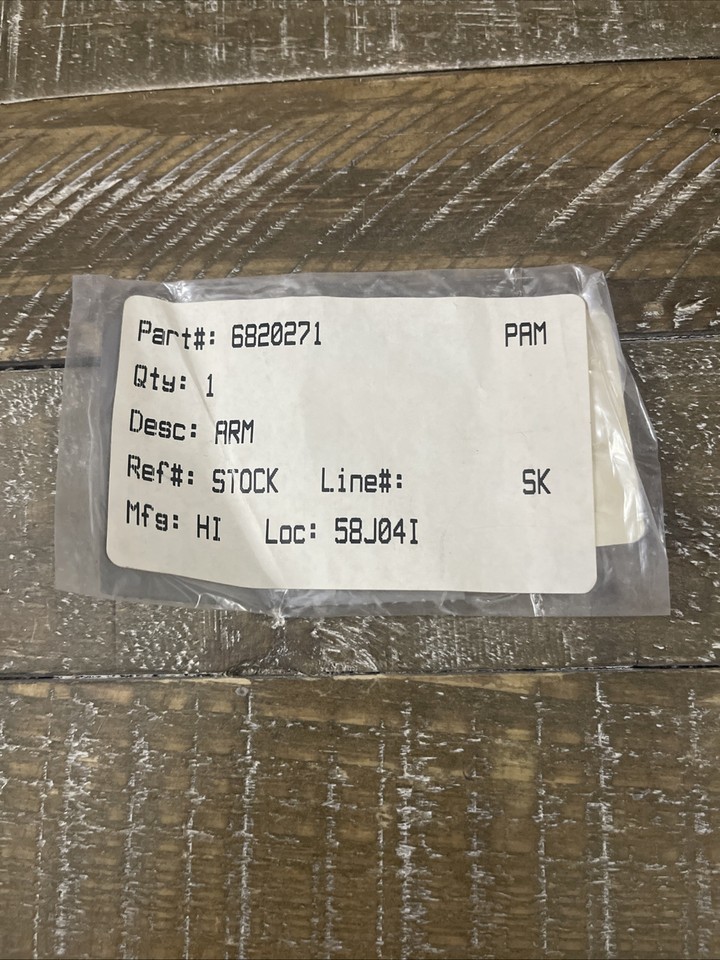 Part#: 6820271 PAM
Qty: 1
Desc: ARM
Ref#: STOCK Line#: SK
Mfg: HI Loc: 58J04I